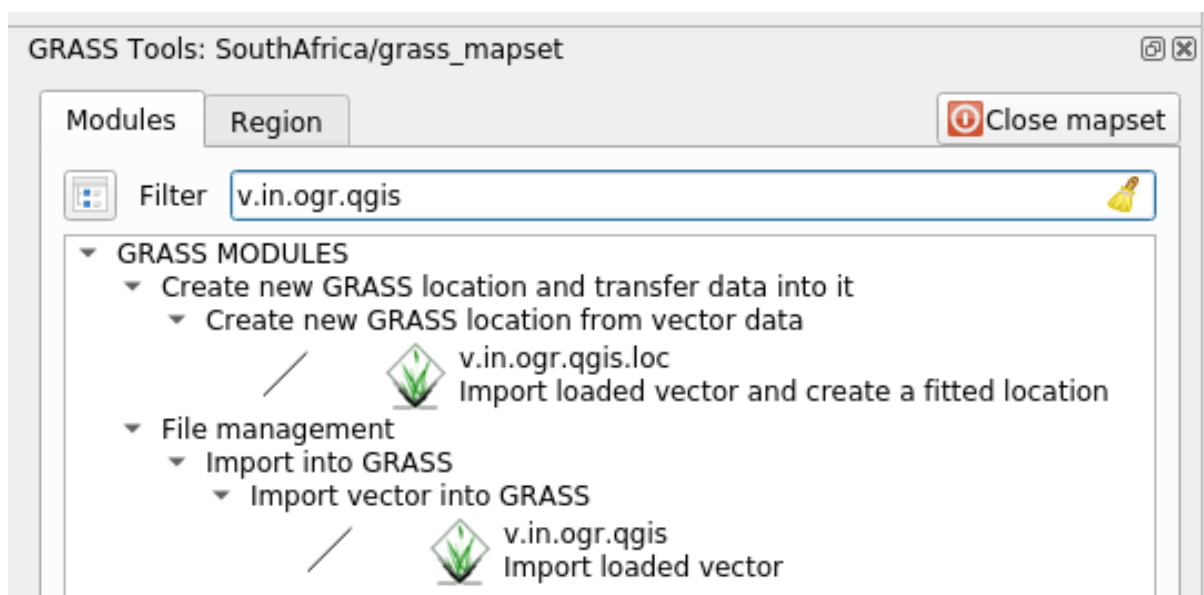 GRASS Tools: SouthAfrica/grass_mapset
Modules
Region
Close mapset
Filter
v.in.ogr.qgis
GRASS MODULES
Create new GRASS location and transfer data into it
Create new GRASS location from vector data
v.in.ogr.qgis.loc
Import loaded vector and create a fitted location
File management
Import into GRASS
Import vector into GRASS
v.in.ogr.qgis
Import loaded vector